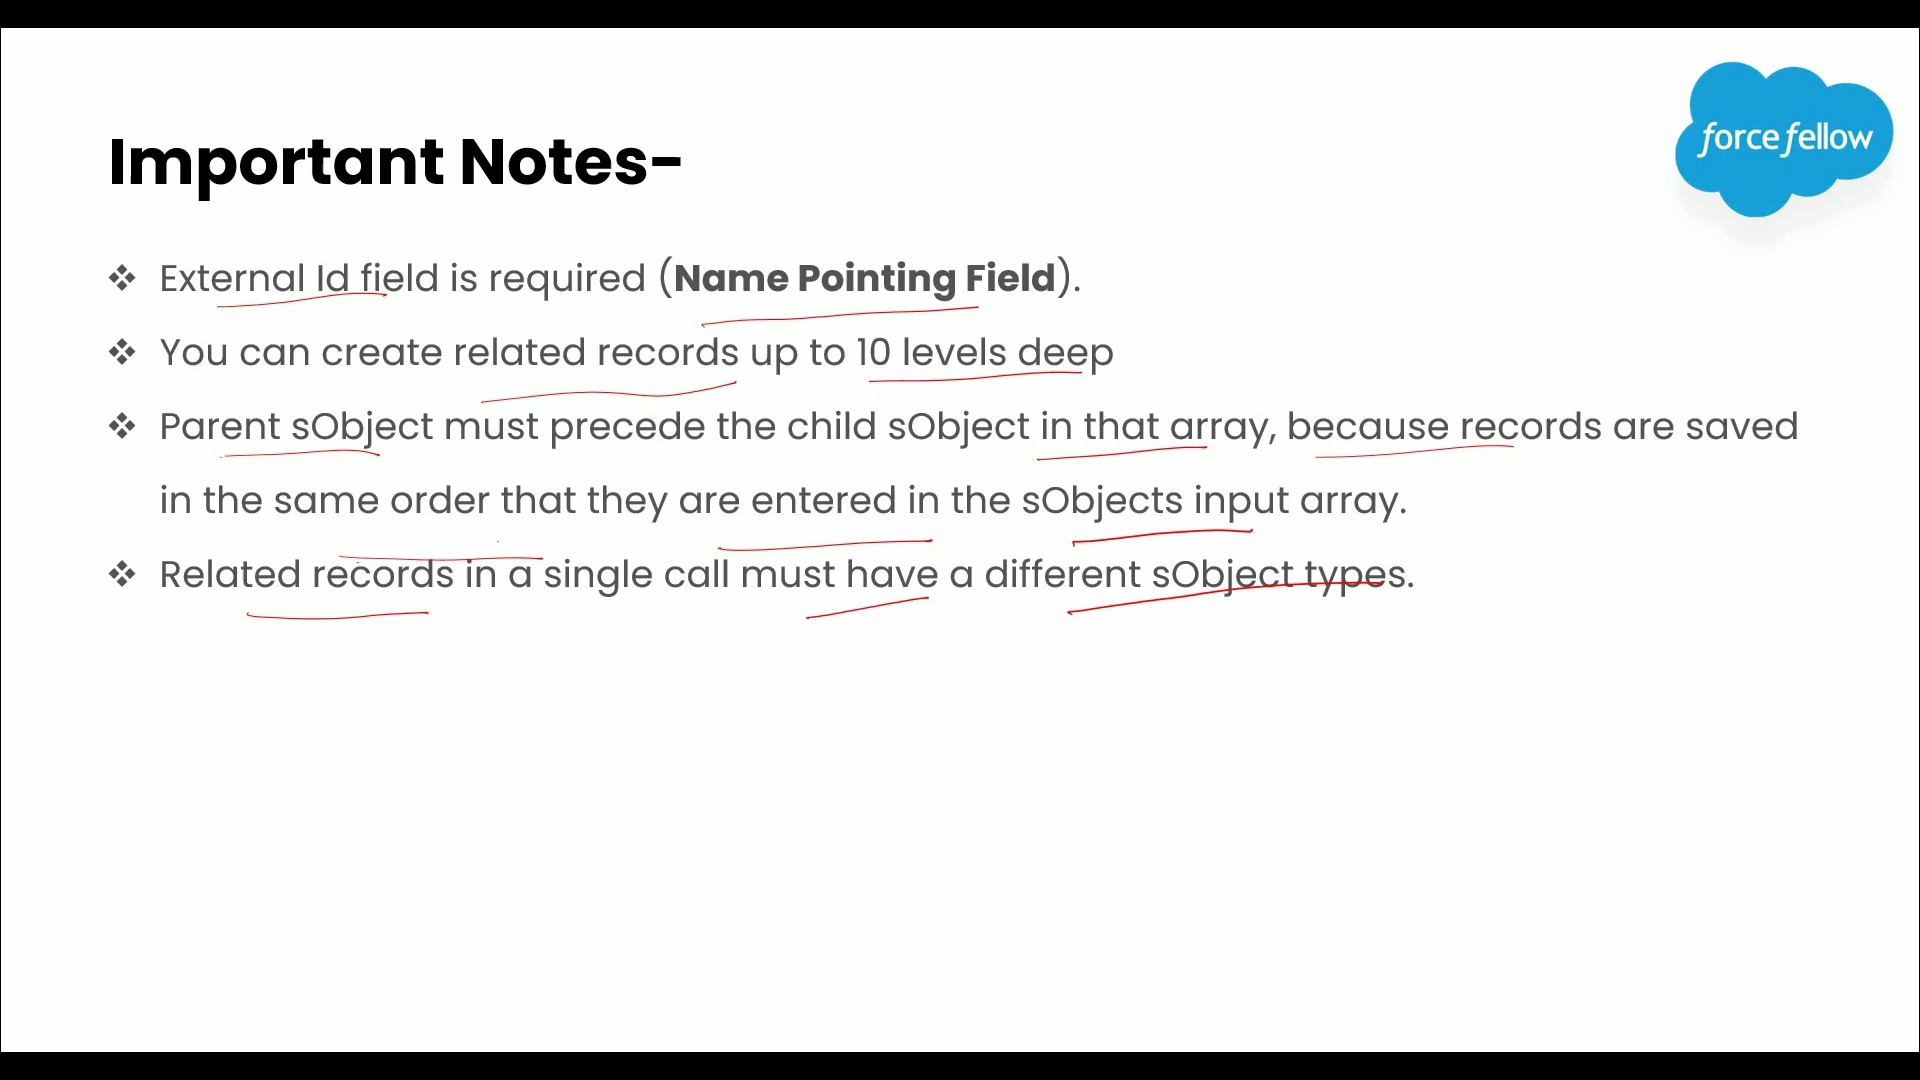 force fellow
Important Notes-
❖ External Id field is required (Name Pointing Field).
❖ You can create related records up to 10 levels deep
❖ Parent sObject must precede the child sObject in that array, because records are saved
in the same order that they are entered in the sObjects input array.
❖ Related records in a single call must have a different sObject types.